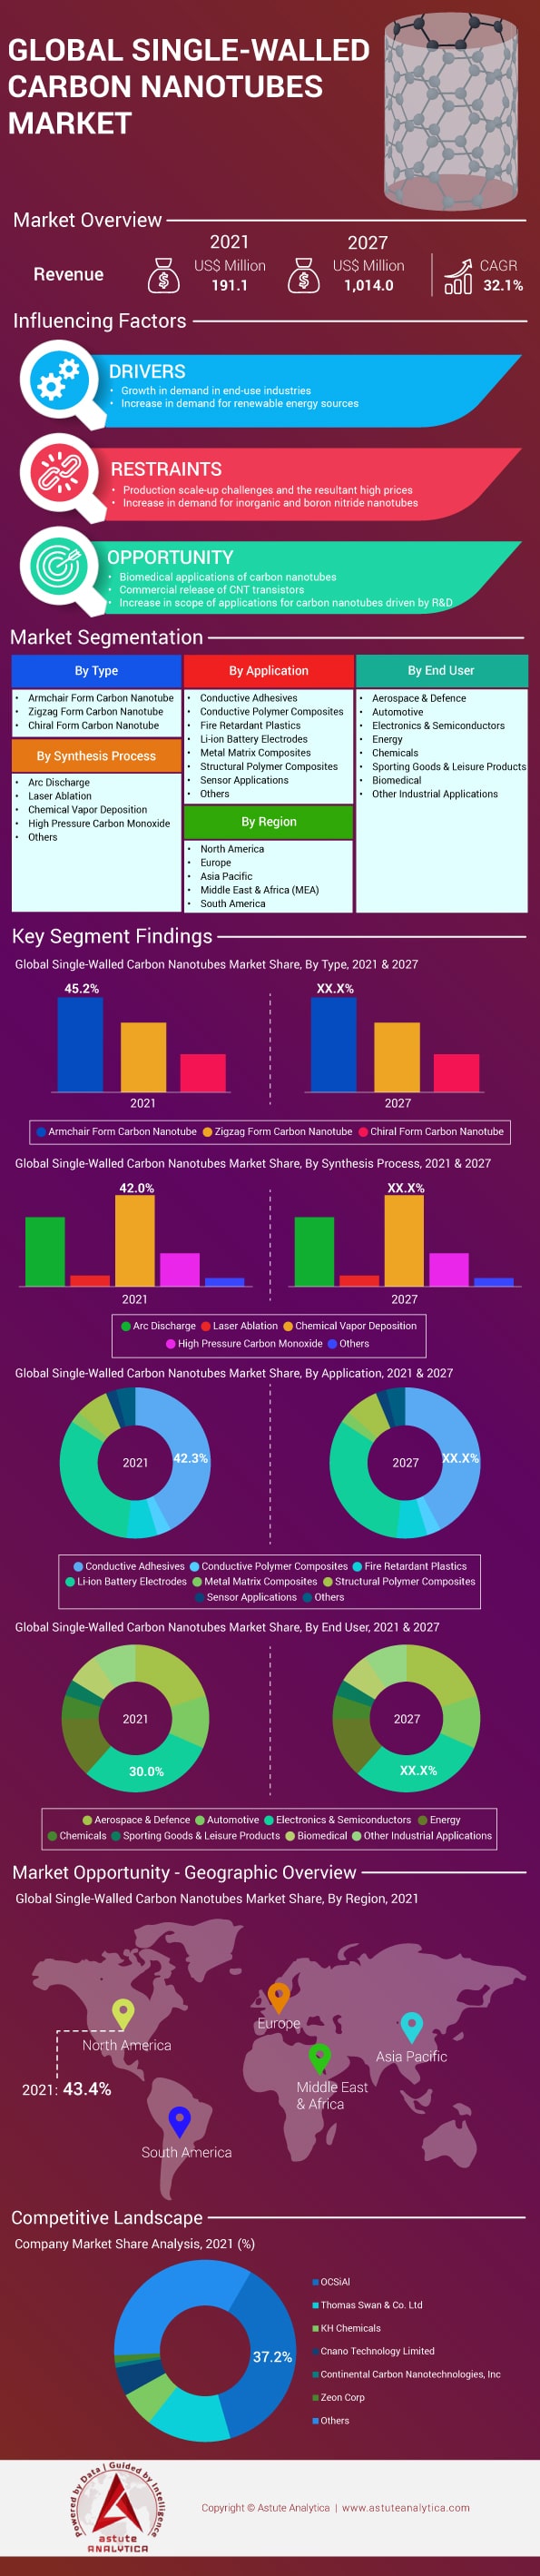 GLOBAL SINGLE-WALLED
CARBON NANOTUBES
MARKET
Market Overview
Revenue
2021
US$ Million
191.1
2027
US$ Million
1,014.0
CAGR
32.1%
Influencing Factors
DRIVERS
• Growth in demand in end-use industries
• Increase in demand for renewable energy sources
RESTRAINTS
• Production scale-up challenges and the resultant high prices
• Increase in demand for inorganic and boron nitride nanotubes
OPPORTUNITY
• Biomedical applications of carbon nanotubes
• Commercial release of CNT transistors
• Increase in scope of applications for carbon nanotubes driven by R&D
Market Segmentation
By Type
• Armchair Form Carbon Nanotube
• Zigzag Form Carbon Nanotube
• Chiral Form Carbon Nanotube
By Synthesis Process
• Arc Discharge
• Laser Ablation
• Chemical Vapor Deposition
• High Pressure Carbon Monoxide
• Others
By Application
• Conductive Adhesives
• Conductive Polymer Composites
• Fire Retardant Plastics
• Li-ion Battery Electrodes
• Metal Matrix Composites
• Structural Polymer Composites
• Sensor Applications
• Others
By Region
• North America
• Europe
• Asia Pacific
• Middle East & Africa (MEA)
• South America
By End User
• Aerospace & Defence
• Automotive
• Electronics & Semiconductors
• Energy
• Chemicals
• Sporting Goods & Leisure Products
• Biomedical
• Other Industrial Applications
Key Segment Findings
Global Single-Walled Carbon Nanotubes Market Share, By Type, 2021 & 2027
45.2%
XX.X%
2021
2027
Armchair Form Carbon Nanotube Zigzag Form Carbon Nanotube Chiral Form Carbon Nanotube
Global Single-Walled Carbon Nanotubes Market Share, By Synthesis Process, 2021 & 2027
42.0%
XX.X%
2021
2027
Arc Discharge Laser Ablation Chemical Vapor Deposition
High Pressure Carbon Monoxide Others
Global Single-Walled Carbon Nanotubes Market Share, By Application, 2021 & 2027
2021
42.3%
2027
XX.X%
Conductive Adhesives Conductive Polymer Composites Fire Retardant Plastics
Li-ion Battery Electrodes Metal Matrix Composites Structural Polymer Composites
Sensor Applications Others
Global Single-Walled Carbon Nanotubes Market Share, By End User, 2021 & 2027
2021
30.0%
2027
XX.X%
Aerospace & Defence Automotive Electronics & Semiconductors Energy
Chemicals Sporting Goods & Leisure Products Biomedical Other Industrial Applications
Market Opportunity - Geographic Overview
Global Single-Walled Carbon Nanotubes Market Share, By Region, 2021
North America
2021: 43.4%
Europe
Asia Pacific
Middle East
& Africa
South America
Competitive Landscape
Company Market Share Analysis, 2021 (%)
37.2%
OCSiAl
Thomas Swan & Co. Ltd
KH Chemicals
Cnano Technology Limited
Continental Carbon Nanotechnologies, Inc
Zeon Corp
Others
Powered by Data | Guided by Intelligence
astute
ANALYTICA
Copyright © Astute Analytica | www.astuteanalytica.com